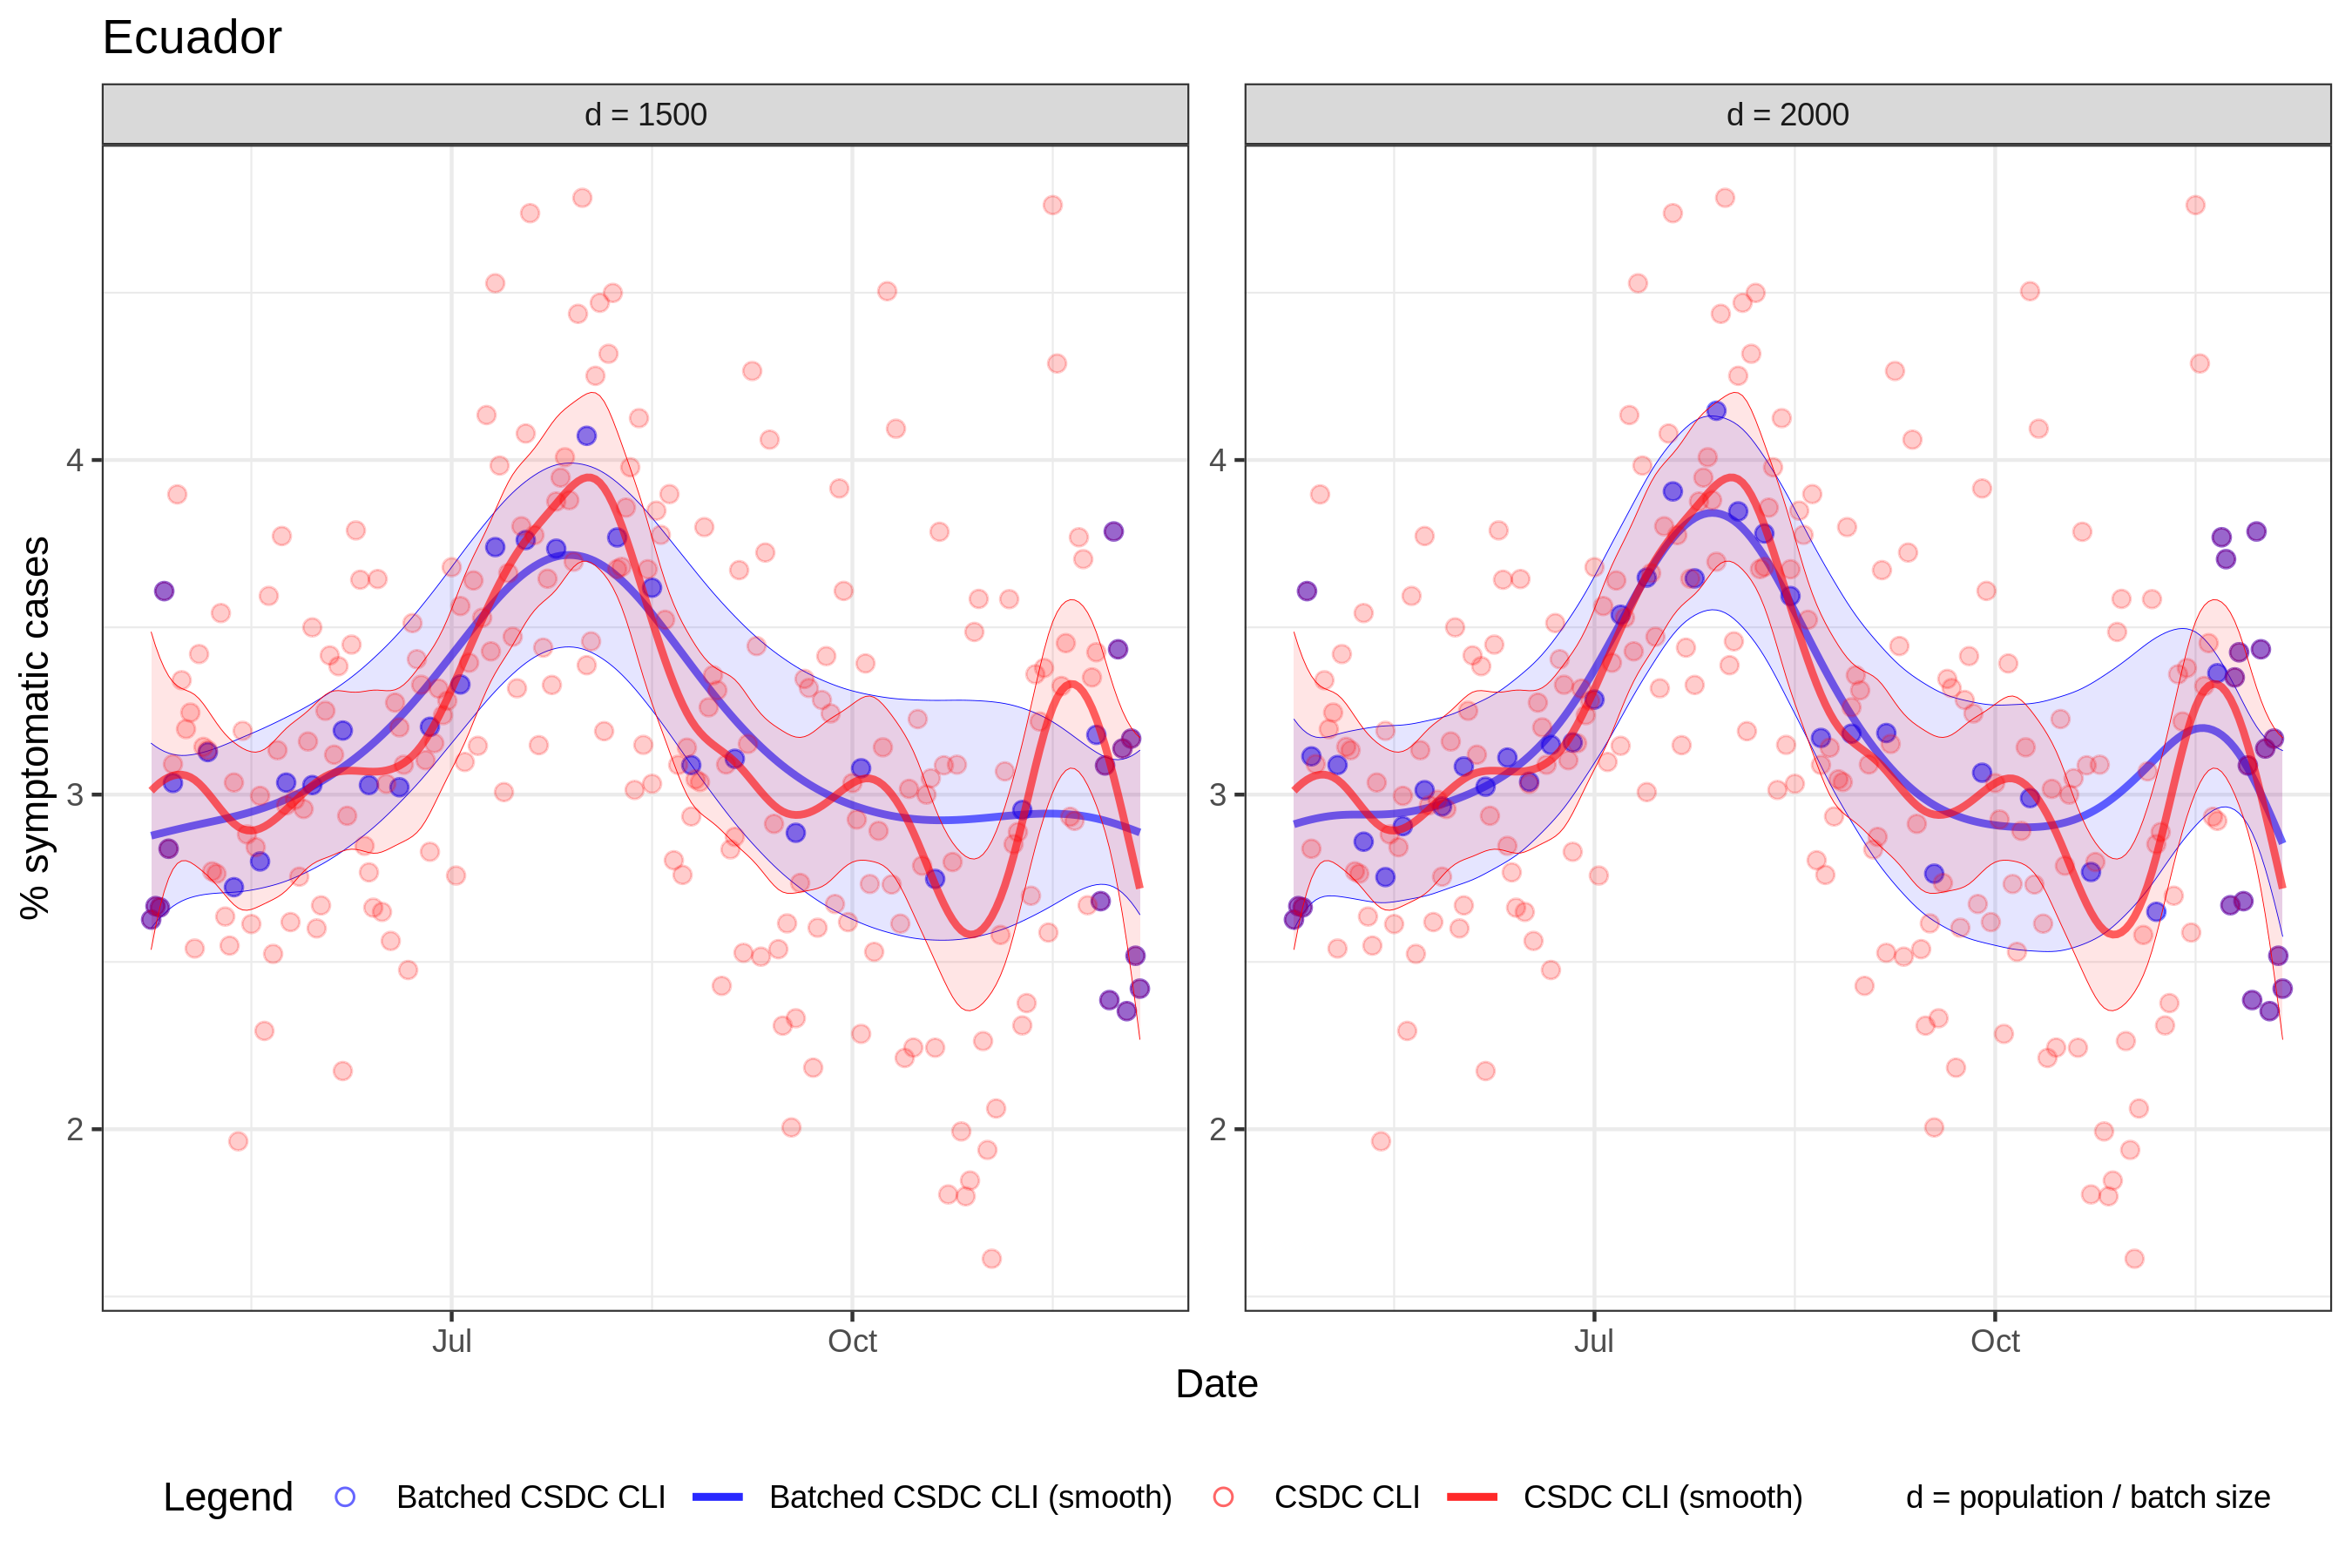 Ecuador
d = 1500
d = 2000
% symptomatic cases
4
3
2
4
3
2
Jul
Oct
Jul
Oct
Date
Legend
Batched CSDC CLI
Batched CSDC CLI (smooth)
CSDC CLI
CSDC CLI (smooth)
d = population / batch size